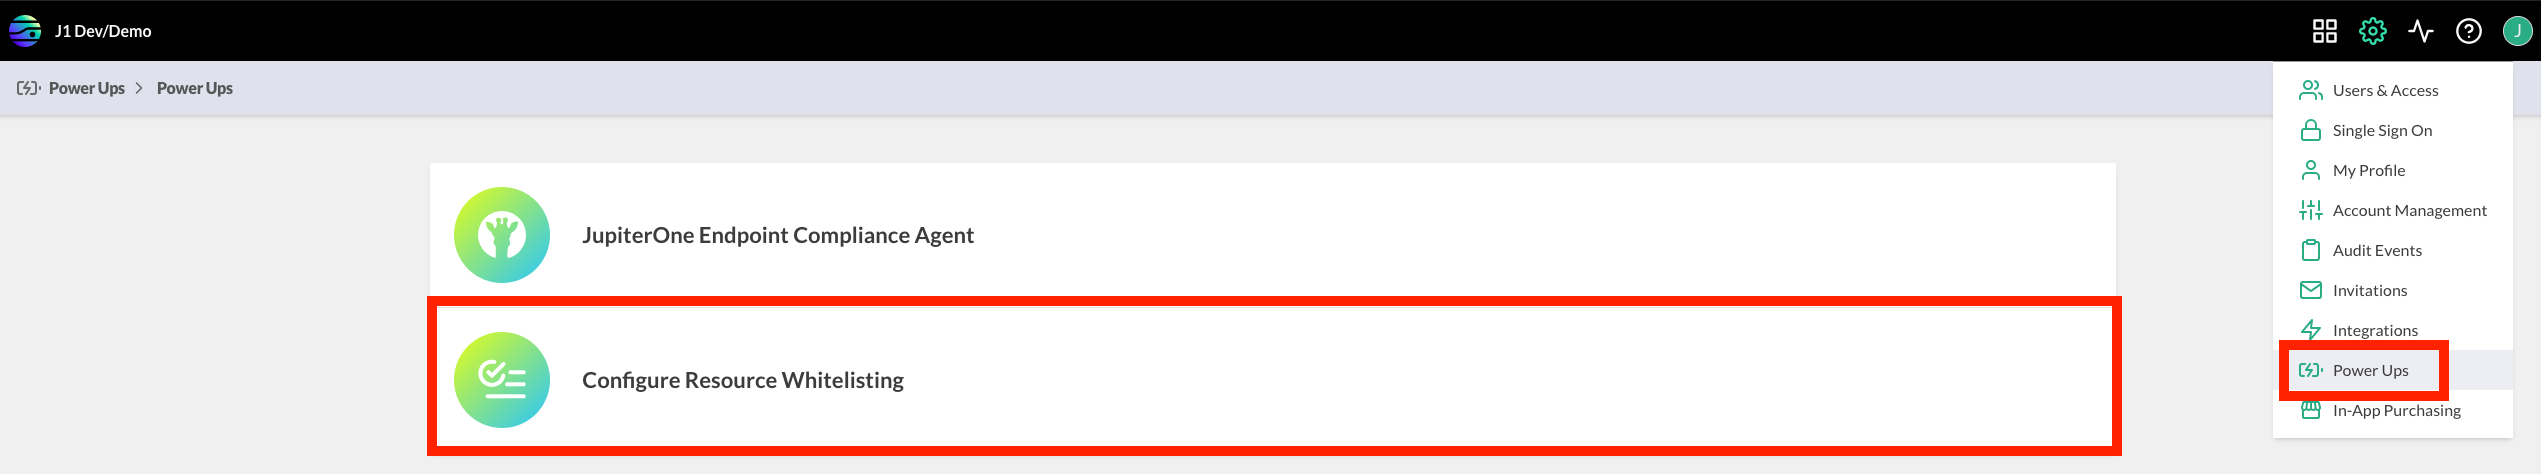 J1 Dev/Demo
J
Power Ups > Power Ups
JupiterOne Endpoint Compliance Agent
Configure Resource Whitelisting
Users & Access
Single Sign On
My Profile
Account Management
Audit Events
Invitations
Integrations
Power Ups
In-App Purchasing